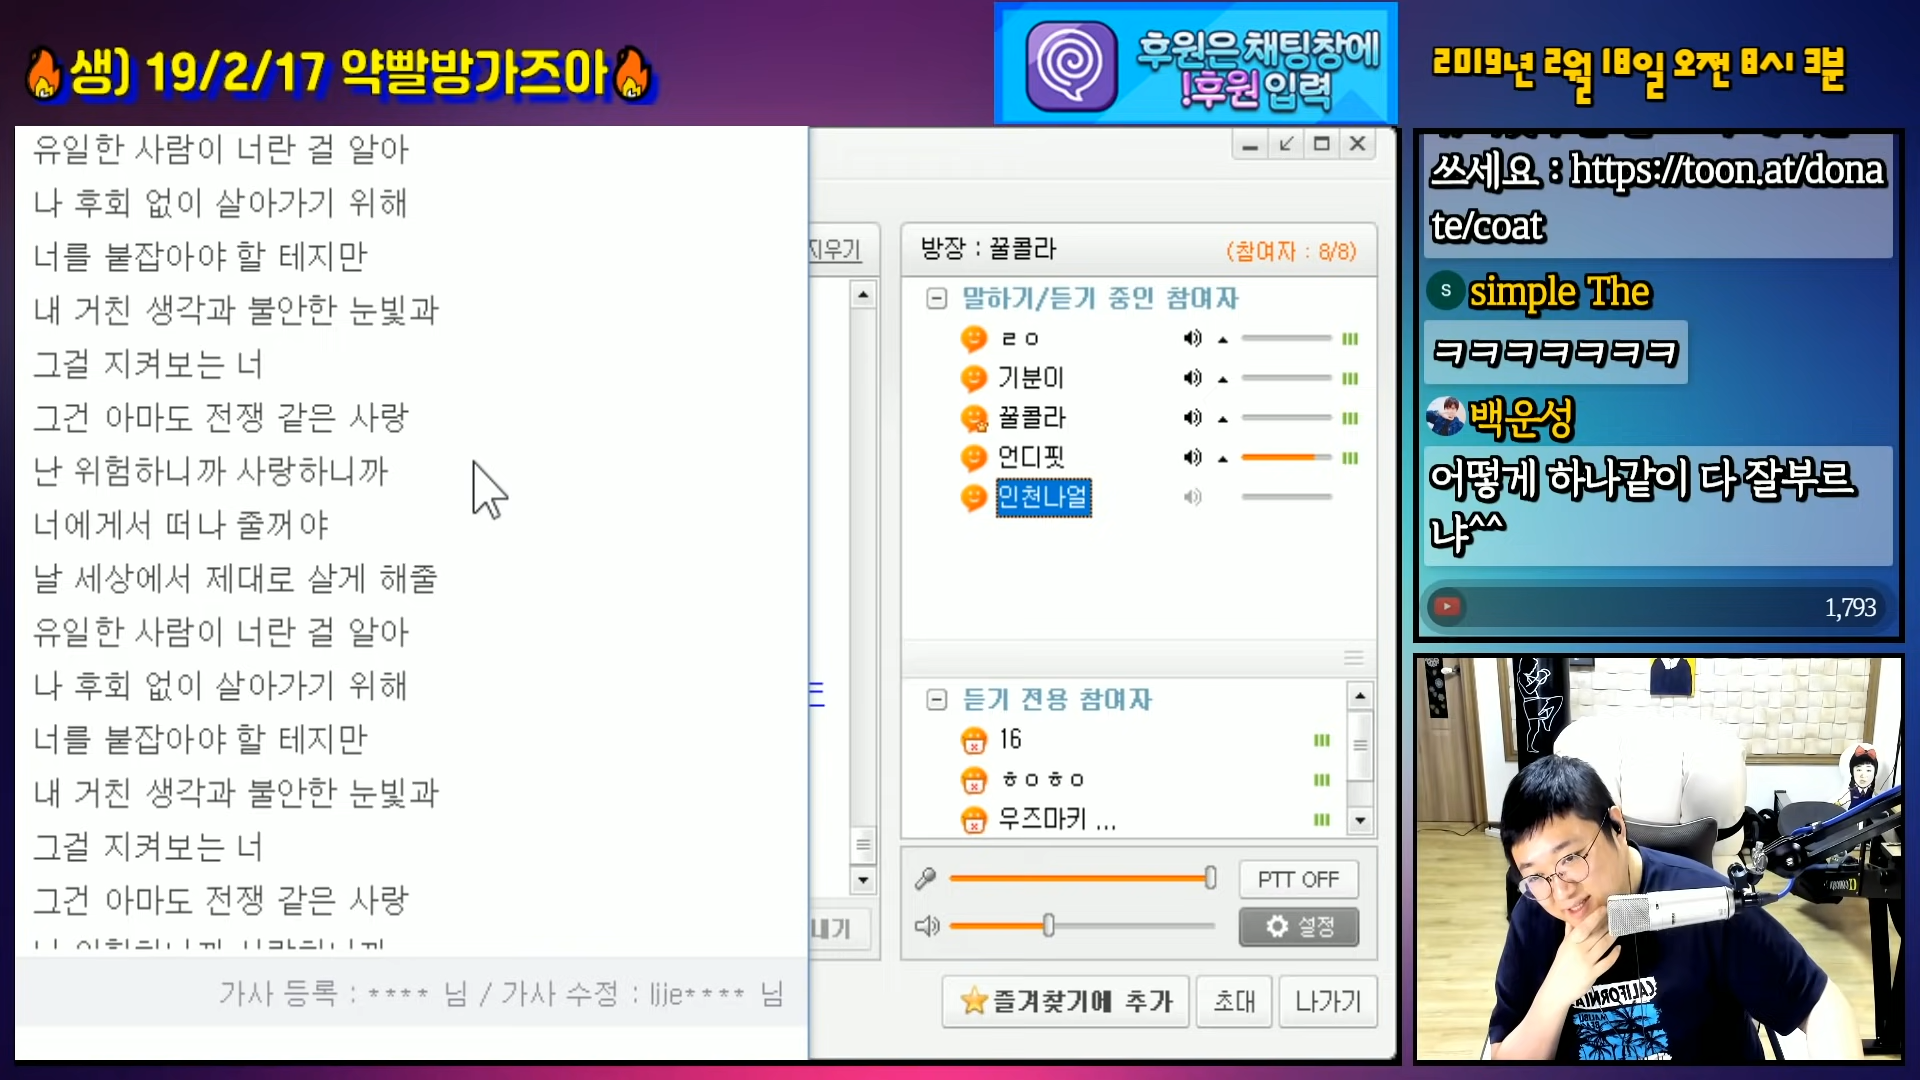 생) 19/2/17 약빨방가즈아
후원은채팅창에
!후원입력
2019년 2월 18일 오전 8시 3분
유일한 사람이 너란 걸 알아
나 후회 없이 살아가기 위해
너를 붙잡아야 할 테지만
내 거친 생각과 불안한 눈빛과
그걸 지켜보는 너
그건 아마도 전쟁 같은 사랑
난 위험하니까 사랑하니까
너에게서 떠나 줄꺼야
날 세상에서 제대로 살게 해줄
유일한 사람이 너란 걸 알아
나 후회 없이 살아가기 위해
너를 붙잡아야 할 테지만
내 거친 생각과 불안한 눈빛과
그걸 지켜보는 너
그건 아마도 전쟁 같은 사랑
난 위험하니까 사랑하니까
가사 등록 : **** 님 / 가사 수정 : lije**** 님
지우기
내기
방장 : 꿀콜라
(참여자 : 8/8)
말하기/듣기 중인 참여자
ㄹㅇ
기분이
꿀콜라
언디핏
인천나얼
듣기 전용 참여자
16
ㅎㅇㅎㅇ
우즈마키 ...
PTT OFF
설정
즐겨찾기에 추가
초대
나가기
쓰세요 : https://toon.at/dona
te/coat
s simple The
ㅋㅋㅋㅋㅋㅋㅋ
백운성
어떻게 하나같이 다 잘부르
냐^^
1,793
CALIFORNIA